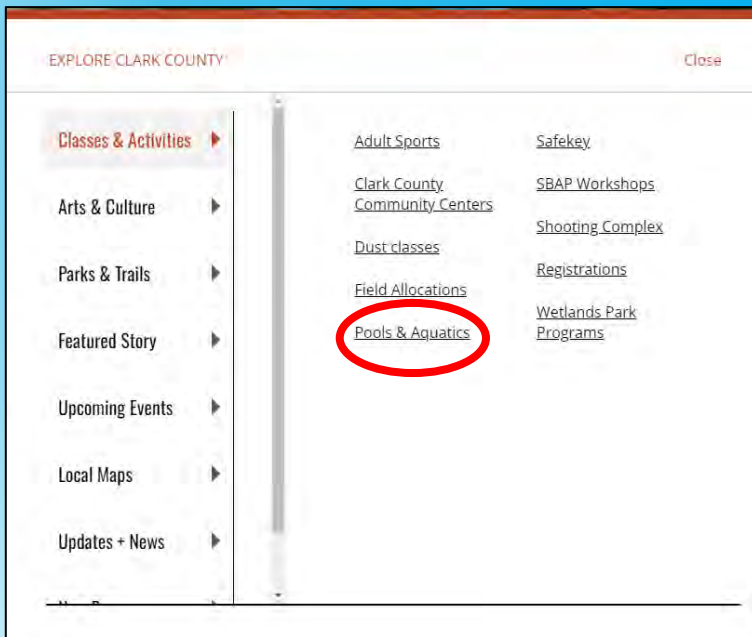 EXPLORE CLARK COUNTY
Close
Classes & Activities
Arts & Culture
Parks & Trails
Featured Story
Upcoming Events
Local Maps
Updates + News
Adult Sports
Clark County
Community Centers
Dust classes
Field Allocations
Pools & Aquatics
Safekey
SBAP Workshops
Shooting Complex
Registrations
Wetlands Park
Programs